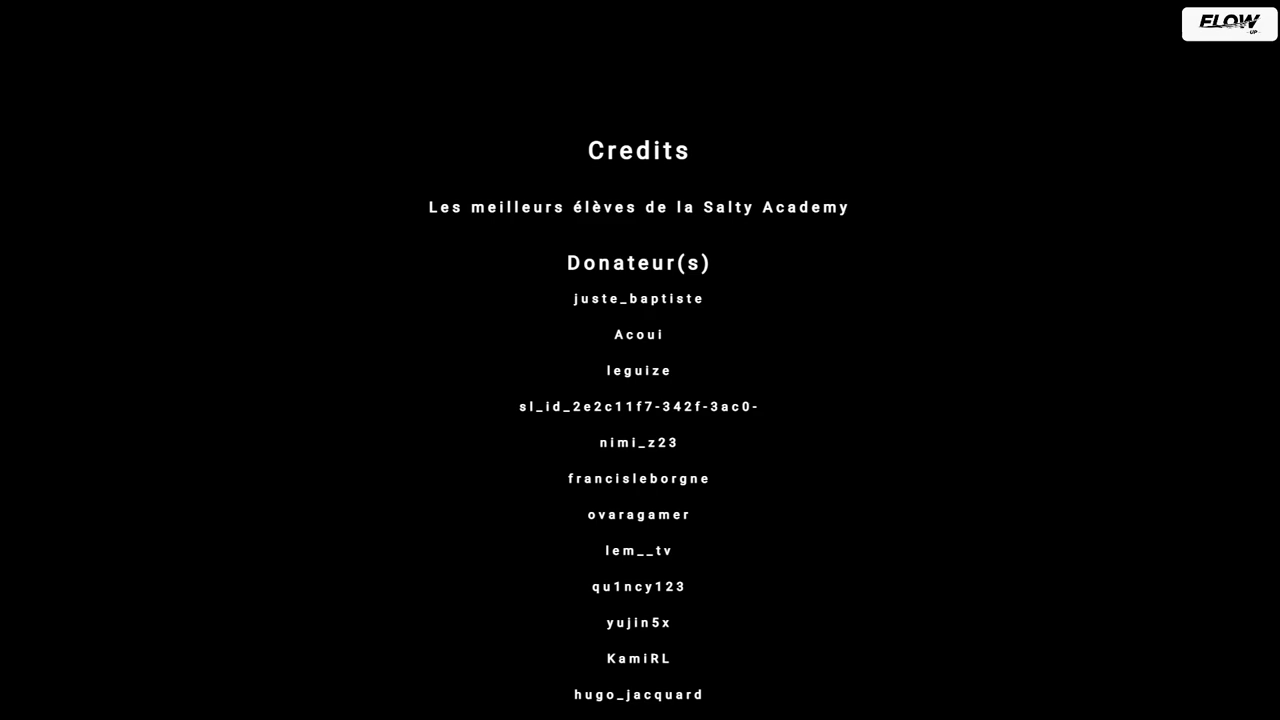 FLOW
UP
Credits
Les meilleurs élèves de la Salty Academy
Donateur(s)
juste_baptiste
Acoui
leguize
sl_id_2e2c11f7-342f-3ac0-
nimi_z23
francisleborgne
ovaragamer
lem__tv
qu1ncy123
yujin5x
KamiRL
hugo_jacquard